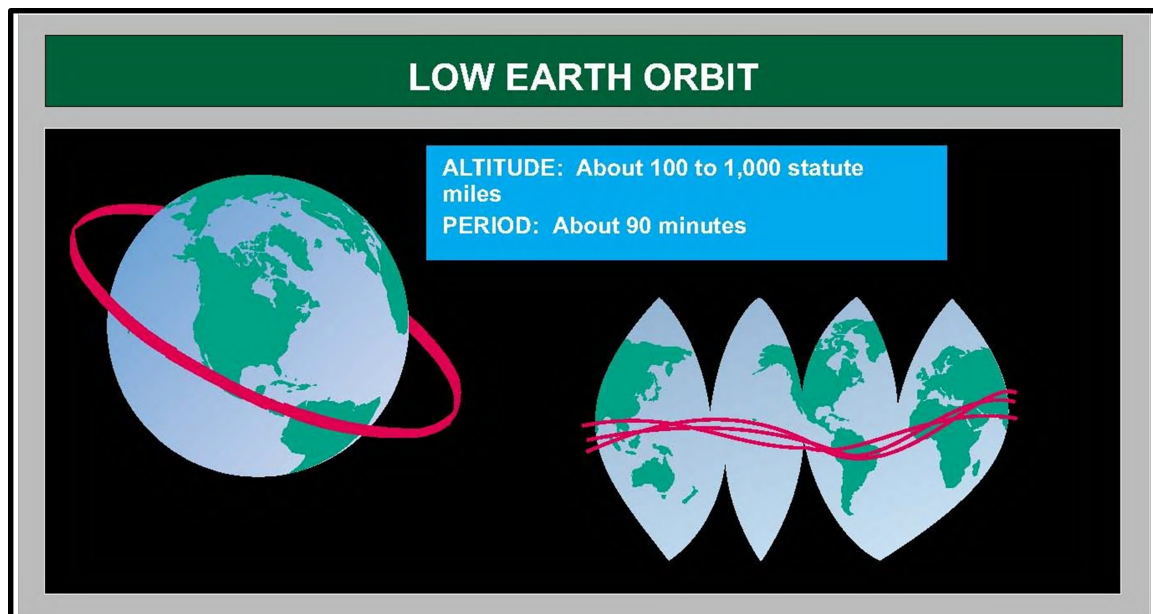 LOW EARTH ORBIT
ALTITUDE:  About 100 to 1,000 statute
miles
PERIOD:  About 90 minutes